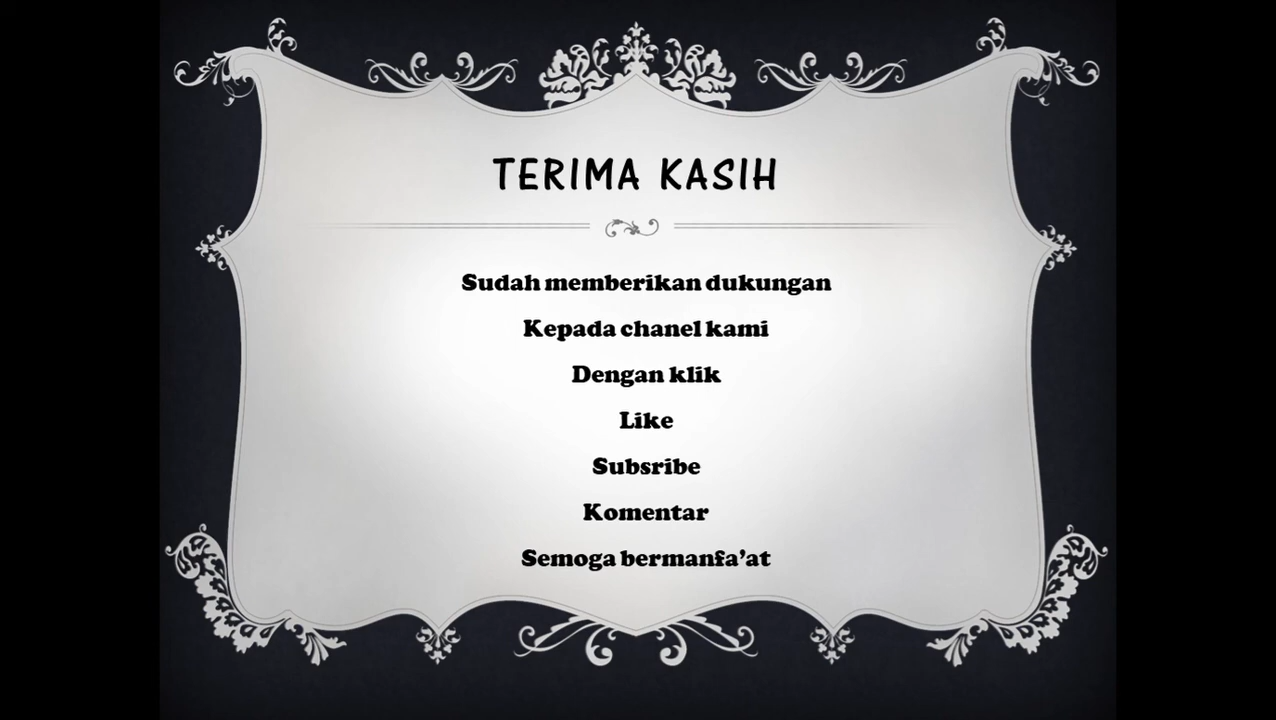 TERIMA KASIH
Sudah memberikan dukungan
Kepada chanel kami
Dengan klik
Like
Subsribe
Komentar
Semoga bermanfa’at